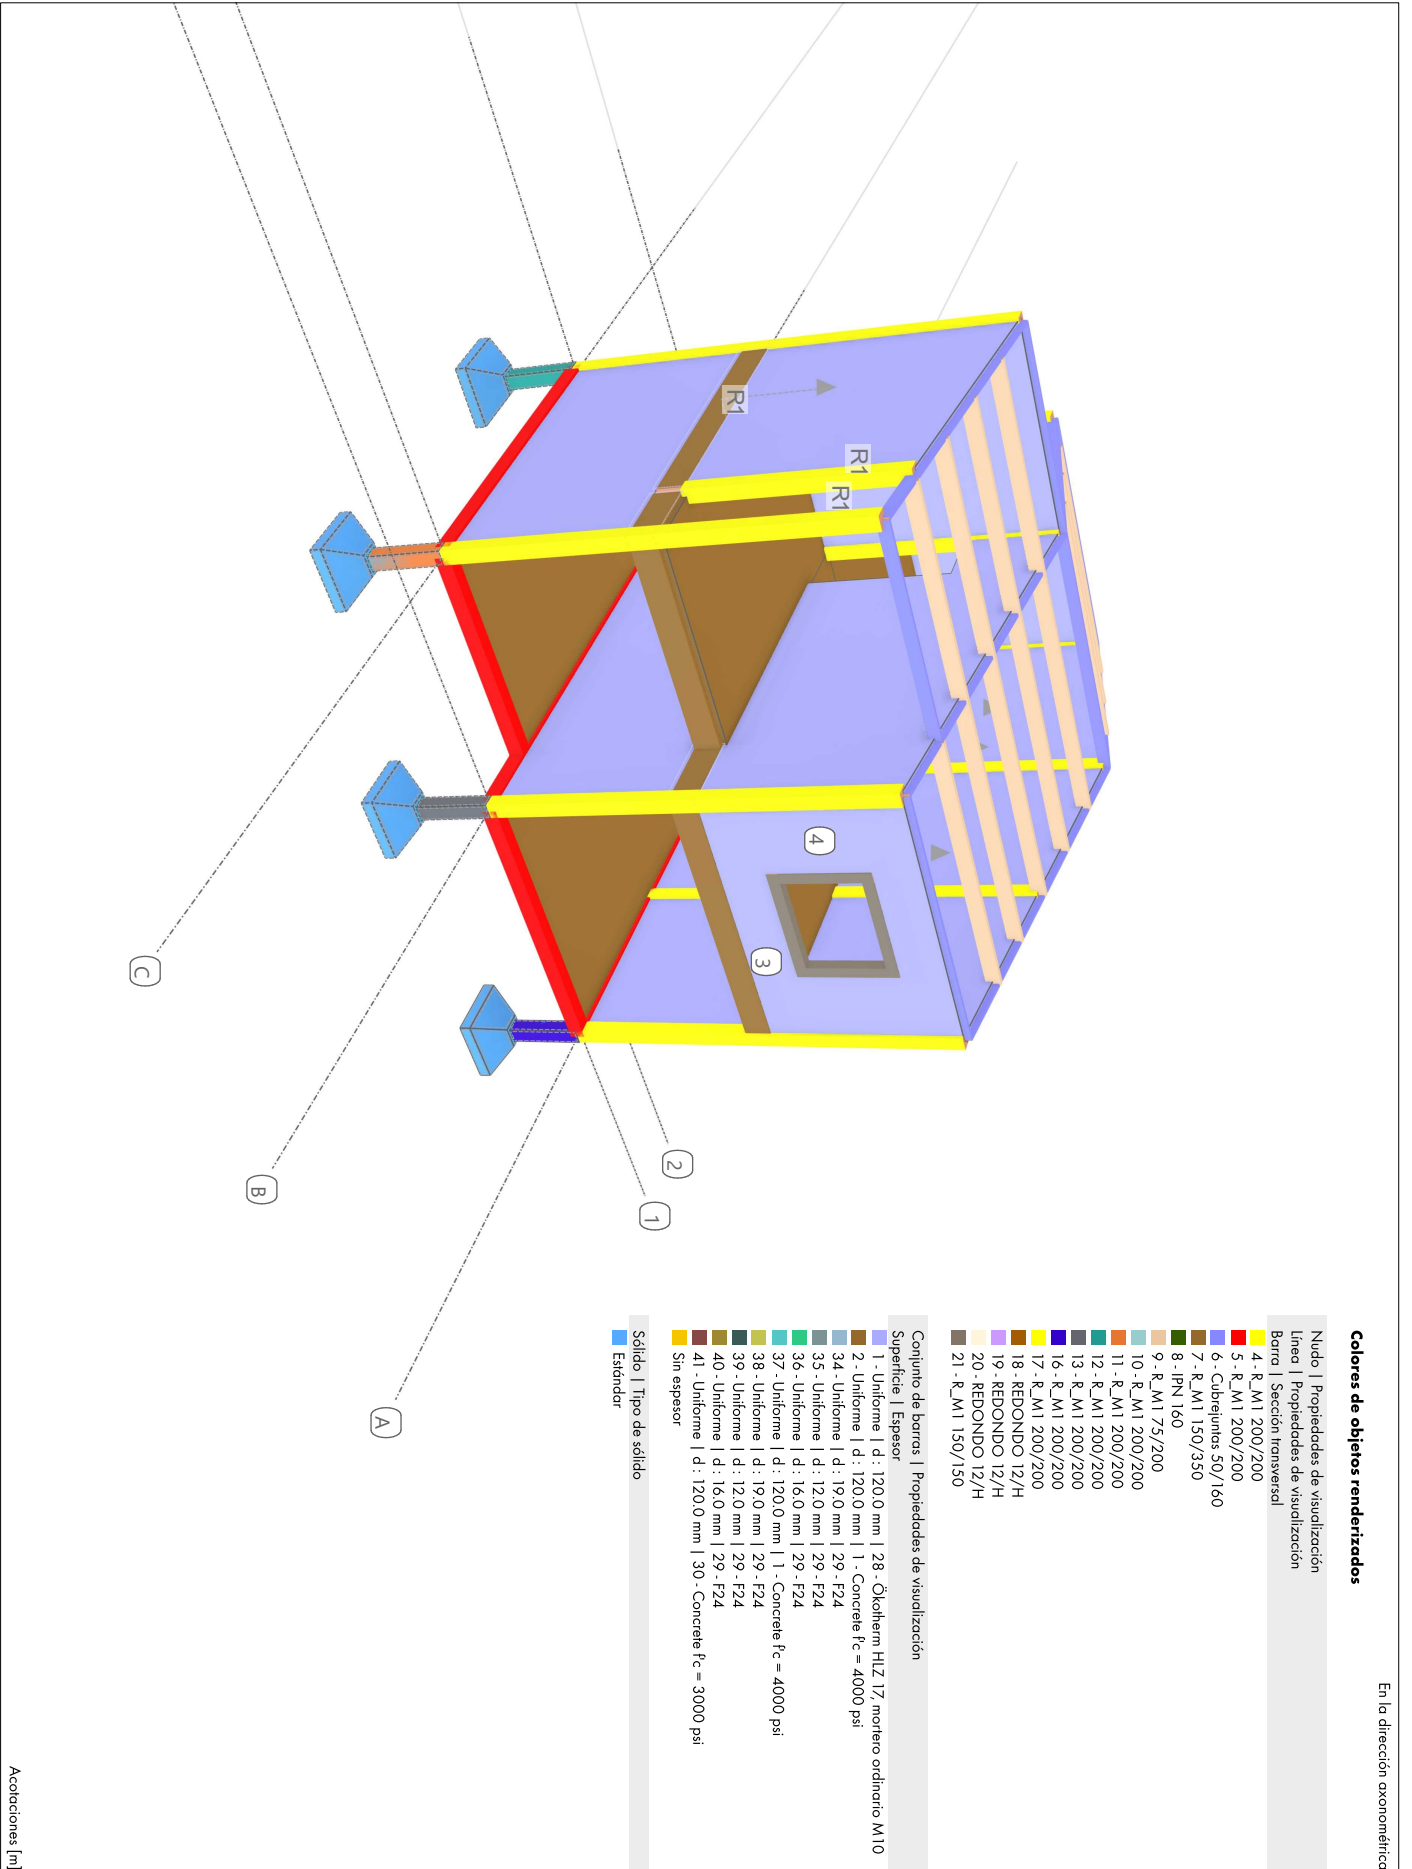 En la dirección axonométrica
Colores de objetos renderizados
Nudo | Propiedades de visualización
Línea | Propiedades de visualización
Barra | Sección transversal
4 - R_M1 200/200
5 - R_M1 200/200
6 - Cubrejuntas 50/160
7 - R_M1 150/350
8 - IPN 160
9 - R_M1 75/200
10 - R_M1 200/200
11 - R_M1 200/200
12 - R_M1 200/200
13 - R_M1 200/200
16 - R_M1 200/200
17 - R_M1 200/200
18 - REDONDO 12/H
19 - REDONDO 12/H
20 - REDONDO 12/H
21 - R_M1 150/150
Conjunto de barras | Propiedades de visualización
Superficie | Espesor
1 - Uniforme | d : 120.0 mm | 28 - Ökotherm HLZ 17, mortero ordinario M10
2 - Uniforme | d : 120.0 mm | 1 - Concrete f'c = 4000 psi
34 - Uniforme | d : 19.0 mm | 29 - F24
35 - Uniforme | d : 12.0 mm | 29 - F24
36 - Uniforme | d : 16.0 mm | 29 - F24
37 - Uniforme | d : 120.0 mm | 1 - Concrete f'c = 4000 psi
38 - Uniforme | d : 19.0 mm | 29 - F24
39 - Uniforme | d : 12.0 mm | 29 - F24
40 - Uniforme | d : 16.0 mm | 29 - F24
41 - Uniforme | d : 120.0 mm | 30 - Concrete f'c = 3000 psi
Sin espesor
Sólido | Tipo de sólido
Estándar
R1
R1
R1
4
3
2
1
A
B
C
Acotaciones [m]